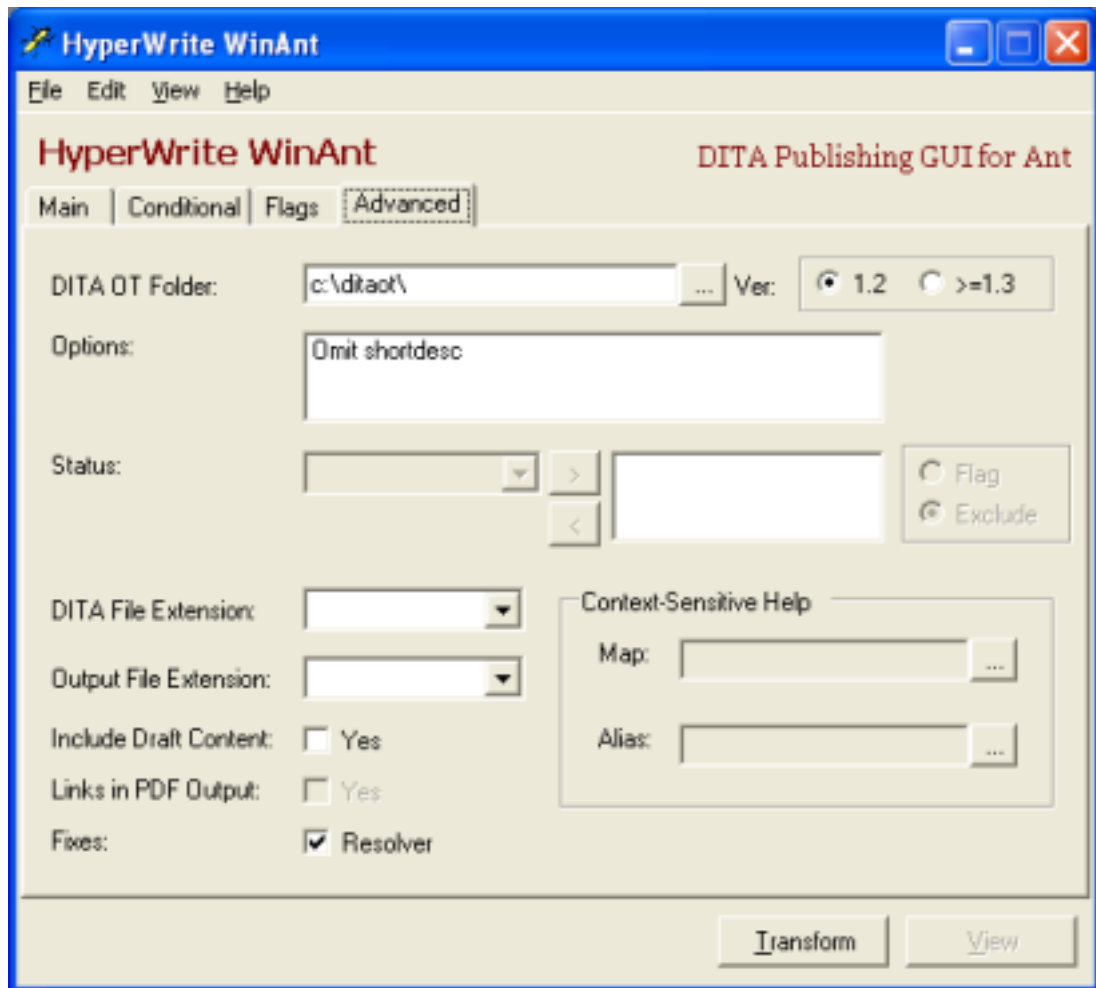 HyperWrite WinAnt
File Edit View Help
HyperWrite WinAnt DITA Publishing GUI for Ant
Main Conditional Flags Advanced
DITA OT Folder: c:\ditaot\ ... Ver: 1.2 >=1.3
Options: Omit shortdesc
Status: > Flag
< Exclude
DITA File Extension: Context-Sensitive Help
Map: ...
Output File Extension:
Include Draft Content: Yes Alias: ...
Links in PDF Output: Yes
Fixes: Resolver
Transform View